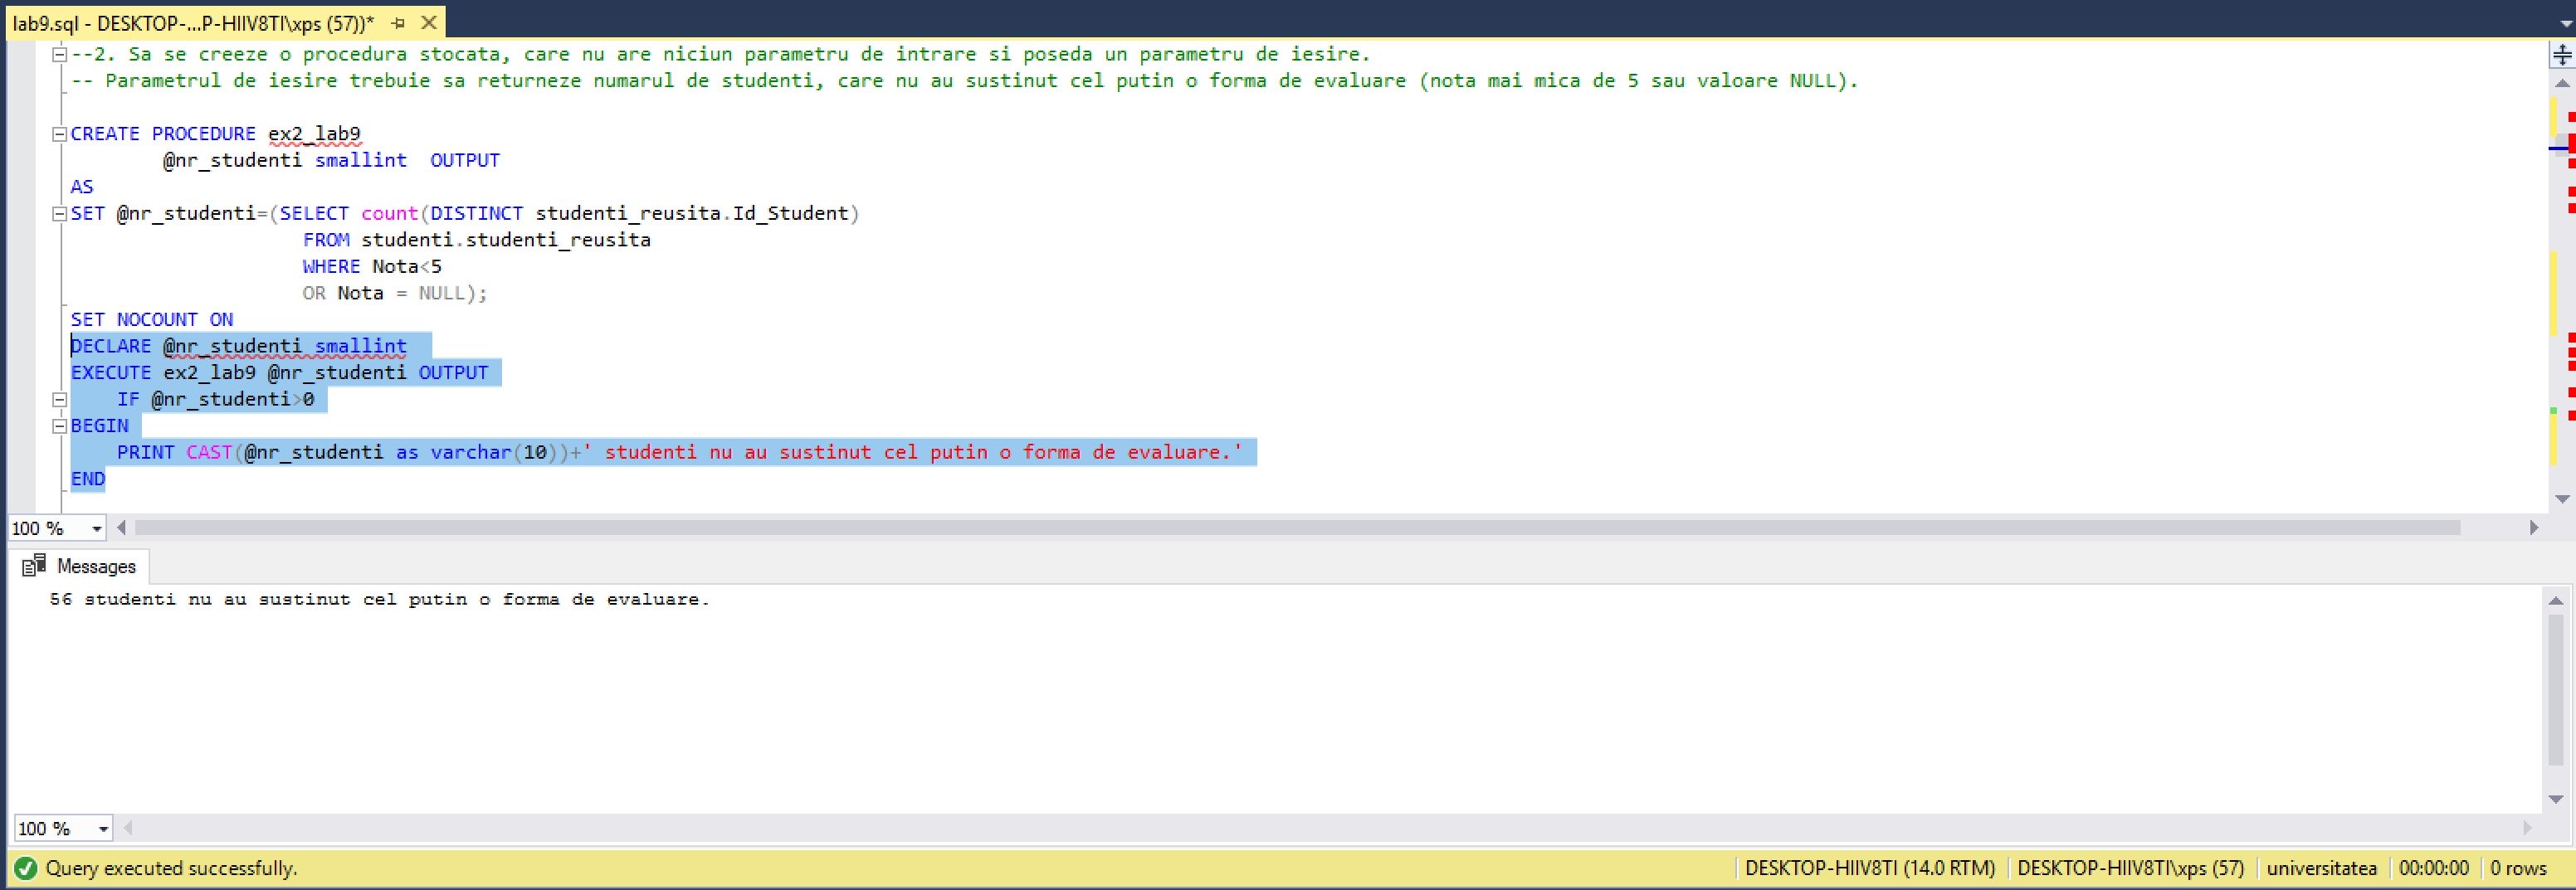 lab9.sql - DESKTOP-...P-HIIV8TI\xps (57))*
--2. Sa se creeze o procedura stocata, care nu are niciun parametru de intrare si poseda un parametru de iesire.
-- Parametrul de iesire trebuie sa returneze numarul de studenti, care nu au sustinut cel putin o forma de evaluare (nota mai mica de 5 sau valoare NULL).
CREATE PROCEDURE ex2_lab9
@nr_studenti smallint  OUTPUT
AS
SET @nr_studenti=(SELECT count(DISTINCT studenti_reusita.Id_Student)
FROM studenti.studenti_reusita
WHERE Nota<5
OR Nota = NULL);
SET NOCOUNT ON
DECLARE @nr_studenti smallint
EXECUTE ex2_lab9 @nr_studenti OUTPUT
IF @nr_studenti>0
BEGIN
PRINT CAST(@nr_studenti as varchar(10))+' studenti nu au sustinut cel putin o forma de evaluare.'
END
100 %
Messages
56 studenti nu au sustinut cel putin o forma de evaluare.
100 %
Query executed successfully.
DESKTOP-HIIV8TI (14.0 RTM)
DESKTOP-HIIV8TI\xps (57)
universitatea
00:00:00
0 rows